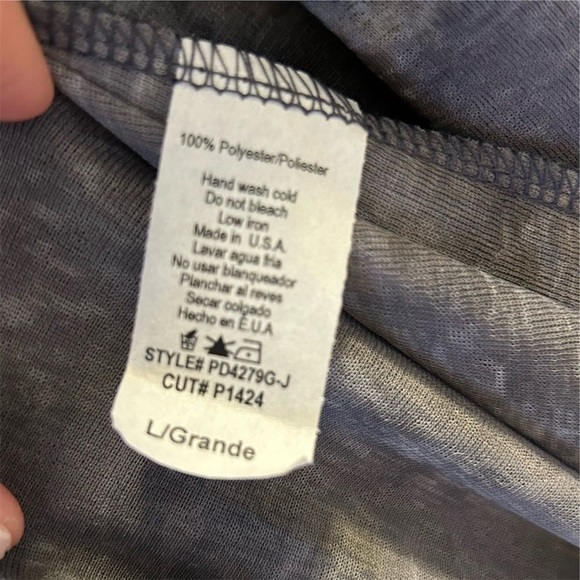 100% Polyester/Poliester
Hand wash cold
Do not bleach
Low iron
Made in U.S.A.
Lavar agua fria
No usar blanqueador
Planchar al reves
Secar colgado
Hecho en E.U.A
STYLE# PD4279G-J
CUT# P1424
L/Grande